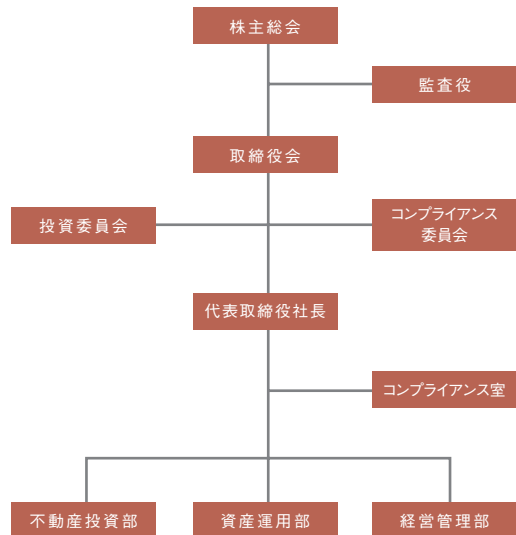 株主総会
監査役
取締役会
投資委員会
コンプライアンス
委員会
代表取締役社長
コンプライアンス室
不動産投資部
資産運用部
経営管理部